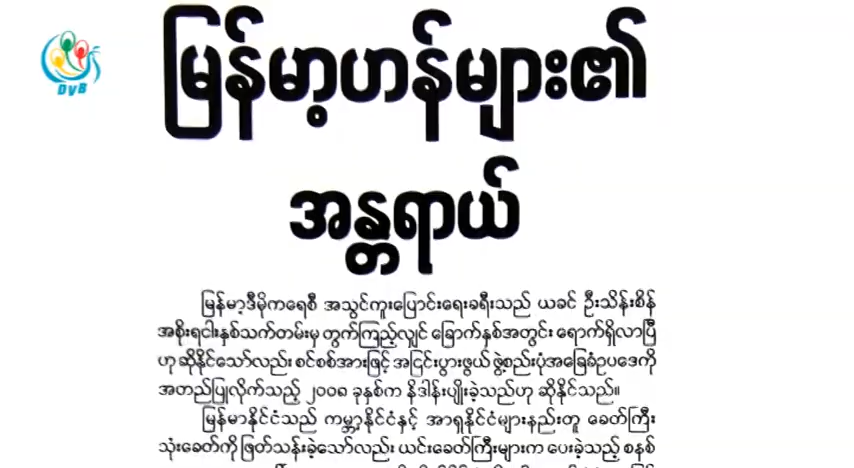 DVB
မြန်မာ့ဟန်များ၏
အန္တရာယ်
မြန်မာ့ဒီမိုကရေစီ အသွင်ကူးပြောင်းရေးခရီးသည် ယခင် ဦးသိန်းစိန်
အစိုးရငါးနှစ်သက်တမ်းမှ တွက်ကြည့်လျှင် ခြောက်နှစ်အတွင်း ရောက်ရှိလာပြီ
ဟု ဆိုနိုင်သော်လည်း စင်စစ်အားဖြင့် အငြင်းပွားဖွယ် ဖွဲ့စည်းပုံအခြေခံဥပဒေကို
အတည်ပြုလိုက်သည့် ၂၀၀၈ ခုနှစ်က နိဒါန်းပျိုးခဲ့သည်ဟု ဆိုနိုင်သည်။
မြန်မာနိုင်ငံသည် ကမ္ဘာ့နိုင်ငံနှင့် အာရှနိုင်ငံများနည်းတူ ခေတ်ကြီး
သုံးခေတ်ကို ဖြတ်သန်းခဲ့သော်လည်း ယင်းခေတ်ကြီးများက ပေးခဲ့သည့် စနစ်